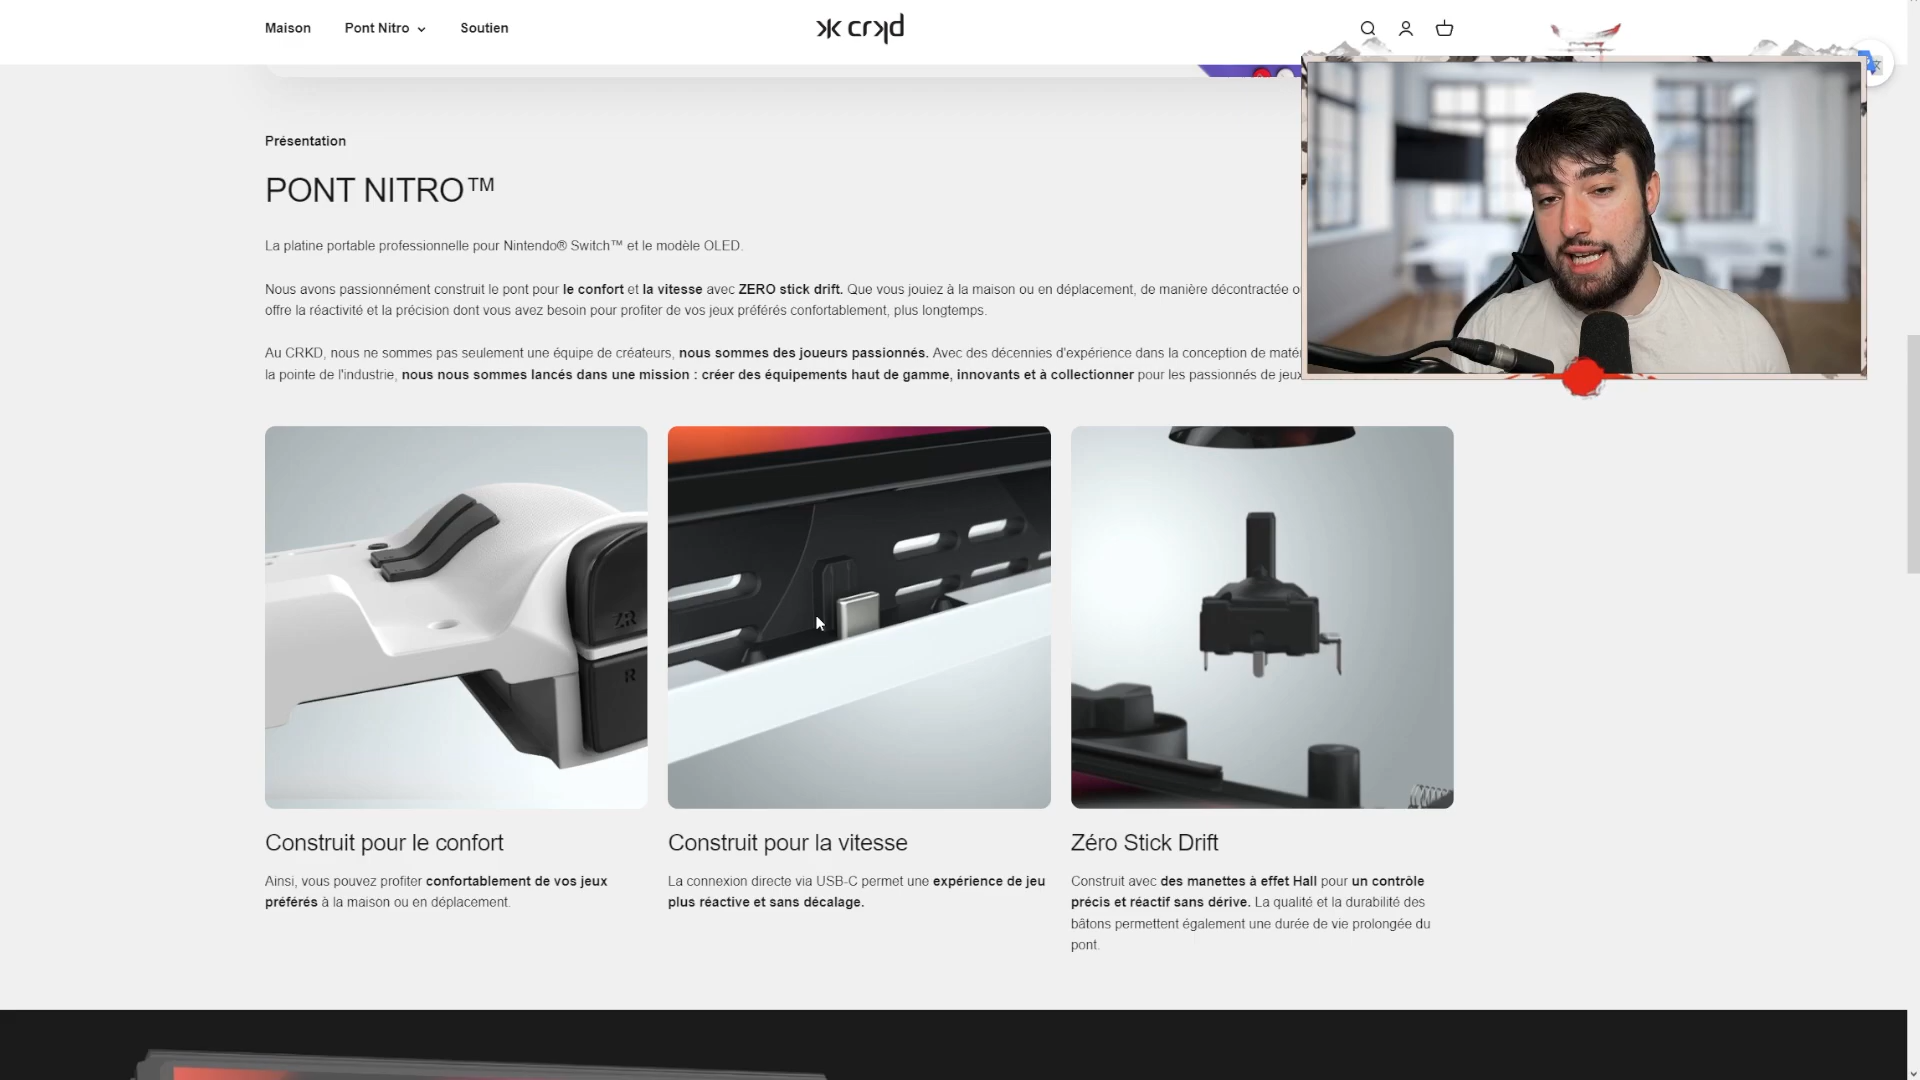 Maison
Pont Nitro
Soutien
crkd
Présentation
PONT NITRO™
La platine portable professionnelle pour Nintendo® Switch™ et le modèle OLED.
Nous avons passionnément construit le pont pour le confort et la vitesse avec ZERO stick drift. Que vous jouiez à la maison ou en déplacement, de manière décontractée
offre la réactivité et la précision dont vous avez besoin pour profiter de vos jeux préférés confortablement, plus longtemps.
Au CRKD, nous ne sommes pas seulement une équipe de créateurs, nous sommes des joueurs passionnés. Avec des décennies d'expérience dans la conception de
la pointe de l'industrie, nous nous sommes lancés dans une mission : créer des équipements haut de gamme, innovants et à collectionner pour les passionnés de jeux
ZR
R
Construit pour le confort
Ainsi, vous pouvez profiter confortablement de vos jeux
préférés à la maison ou en déplacement.
Construit pour la vitesse
La connexion directe via USB-C permet une expérience de jeu
plus réactive et sans décalage.
Zéro Stick Drift
Construit avec des manettes à effet Hall pour un contrôle
précis et réactif sans dérive. La qualité et la durabilité des
bâtons permettent également une durée de vie prolongée du
pont.